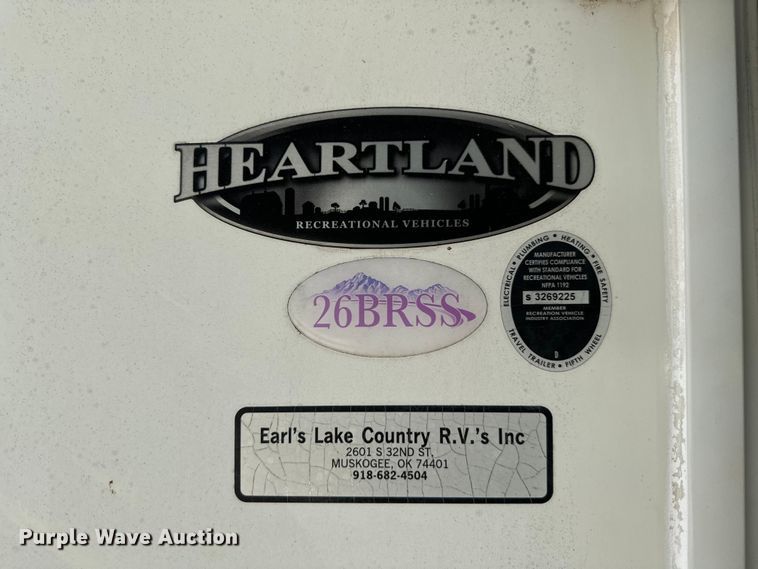 HEARTLAND
RECREATIONAL VEHICLES
26BRSS
ELECTRICAL • PLUMBING • HEATING • FIRE SAFETY
MANUFACTURER
CERTIFIES COMPLIANCE
WITH STANDARD FOR
RECREATIONAL VEHICLES
NFPA 1192
S 3269225
MEMBER
RECREATION VEHICLE
INDUSTRY ASSOCIATION
D
TRAVEL TRAILER • FIFTH WHEEL
Earl's Lake Country R.V.'s Inc
2601 S 32ND ST,
MUSKOGEE, OK 74401
918-682-4504
Purple Wave Auction